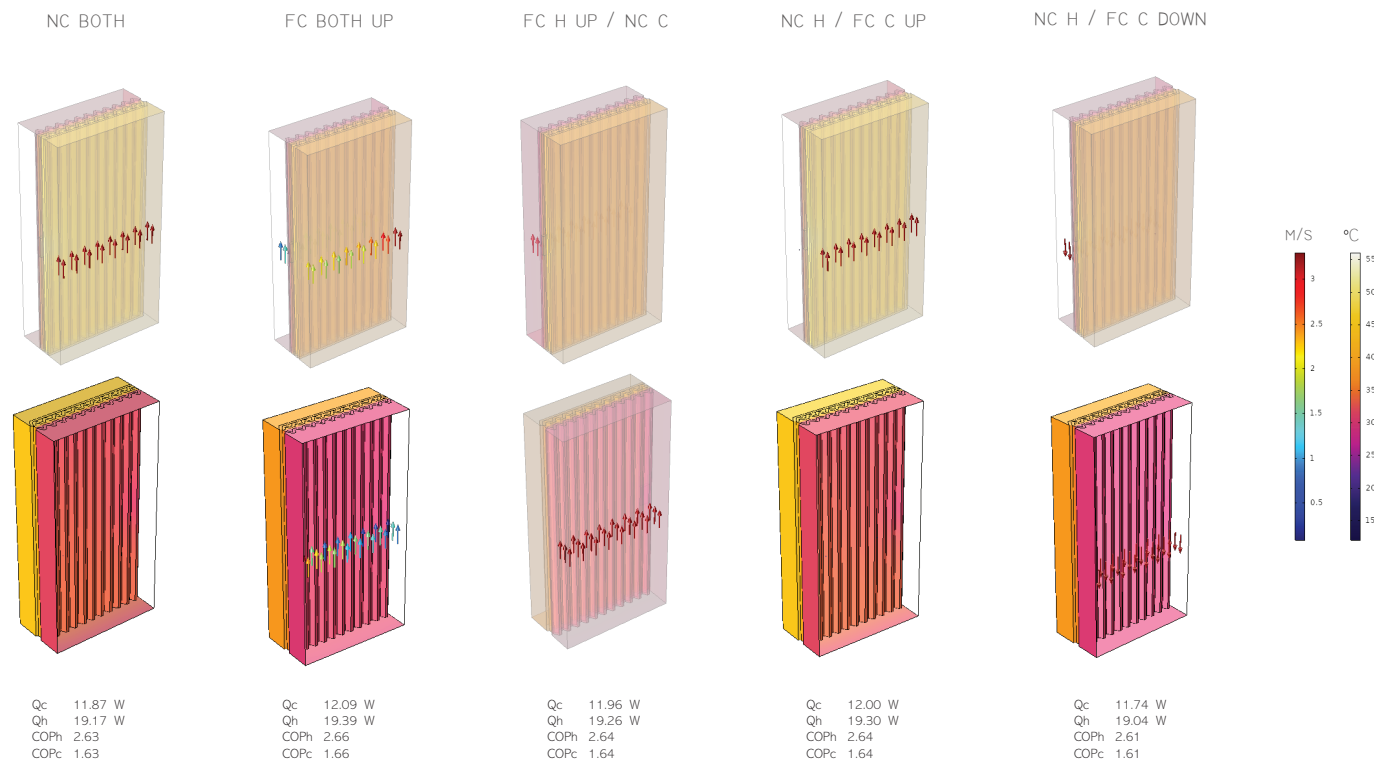 NC BOTH
FC BOTH UP
FC H UP / NC C
NC H / FC C UP
NC H / FC C DOWN
M/S
°C
3
2.5
2
1.5
1
0.5
55
50
45
40
35
30
25
20
15
Qc 11.87 W
Qh 19.17 W
COPh 2.63
COPc 1.63
Qc 12.09 W
Qh 19.39 W
COPh 2.66
COPc 1.66
Qc 11.96 W
Qh 19.26 W
COPh 2.64
COPc 1.64
Qc 12.00 W
Qh 19.30 W
COPh 2.64
COPc 1.64
Qc 11.74 W
Qh 19.04 W
COPh 2.61
COPc 1.61